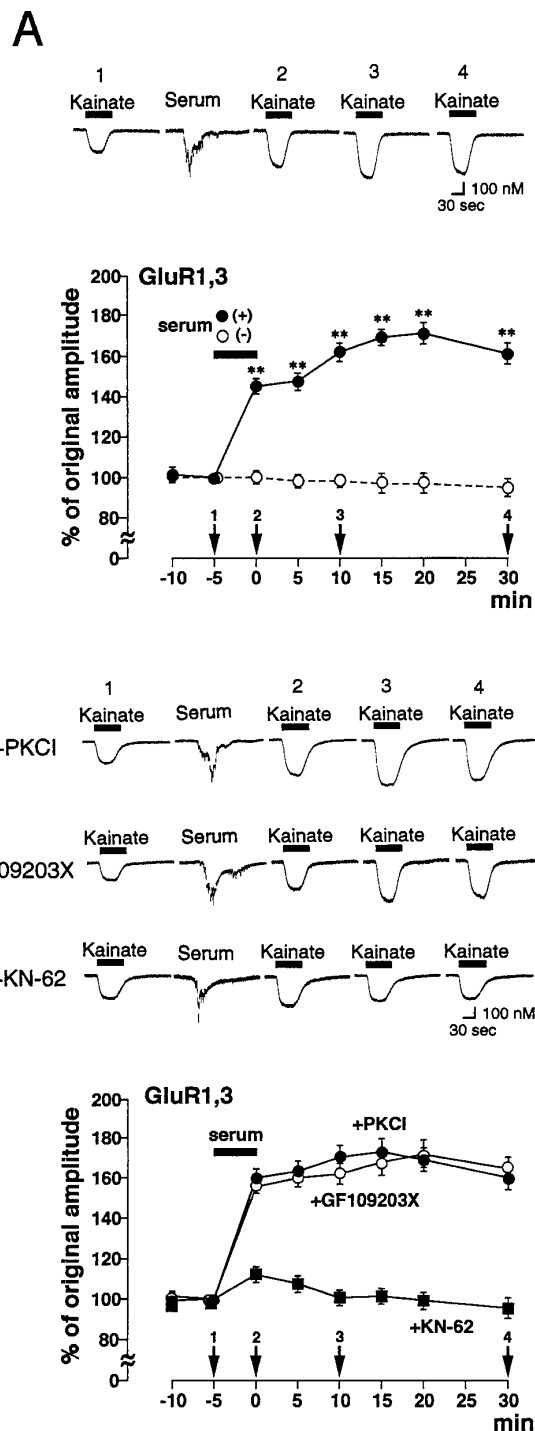 A
1 2 3 4
Kainate Serum Kainate Kainate Kainate
100 nM
30 sec
GluR1,3
serum
(+)
(-)
** ** ** ** ** **
% of original amplitude
200
180
160
140
120
100
80
0
1 2 3 4
-10 -5 0 5 10 15 20 25 30
min
1 2 3 4
Kainate Serum Kainate Kainate Kainate
-PKCI
Kainate Serum Kainate Kainate Kainate
09203X
Kainate Serum Kainate Kainate Kainate
-KN-62
100 nM
30 sec
GluR1,3
serum
+PKCI
+GF109203X
+KN-62
% of original amplitude
200
180
160
140
120
100
80
0
1 2 3 4
-10 -5 0 5 10 15 20 25 30
min